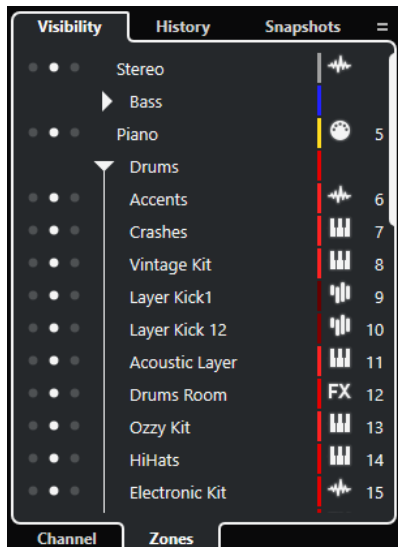 Visibility History Snapshots
Stereo
Bass
Piano 5
Drums
Accents 6
Crashes 7
Vintage Kit 8
Layer Kick1 9
Layer Kick 12 10
Acoustic Layer 11
Drums Room FX 12
Ozzy Kit 13
HiHats 14
Electronic Kit 15
Channel Zones